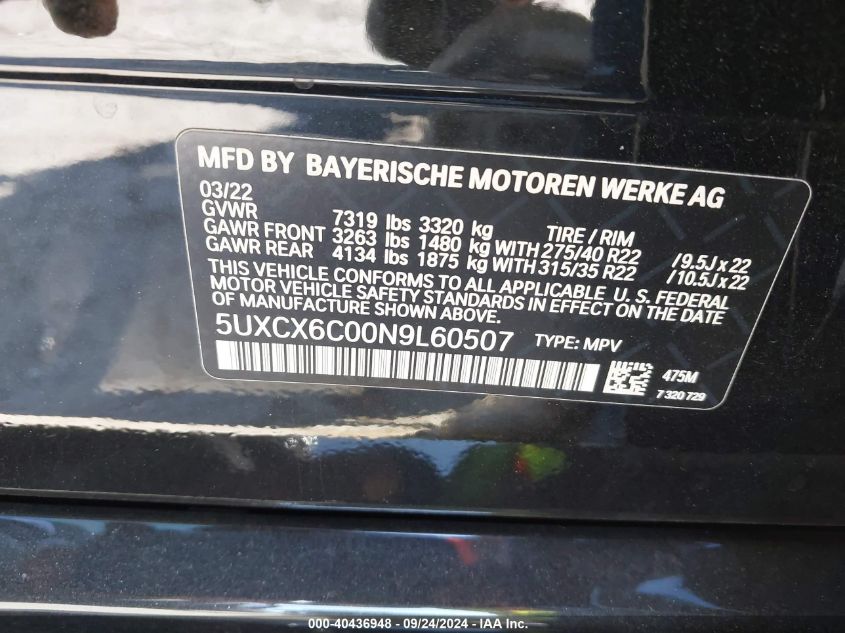 MFD BY BAYERISCHE MOTOREN WERKE AG
03/22
GVWR 7319 lbs 3320 kg TIRE / RIM
GAWR FRONT 3263 lbs 1480 kg WITH 275/40 R22 /9.5J x 22
GAWR REAR 4134 lbs 1875 kg WITH 315/35 R22 /10.5J x 22
THIS VEHICLE CONFORMS TO ALL APPLICABLE U. S. FEDERAL
MOTOR VEHICLE SAFETY STANDARDS IN EFFECT ON THE DATE
OF MANUFACTURE SHOWN ABOVE.
5UXCX6C00N9L60507 TYPE: MPV
475M
7 320 729
000-40436948 - 09/24/2024 - IAA Inc.